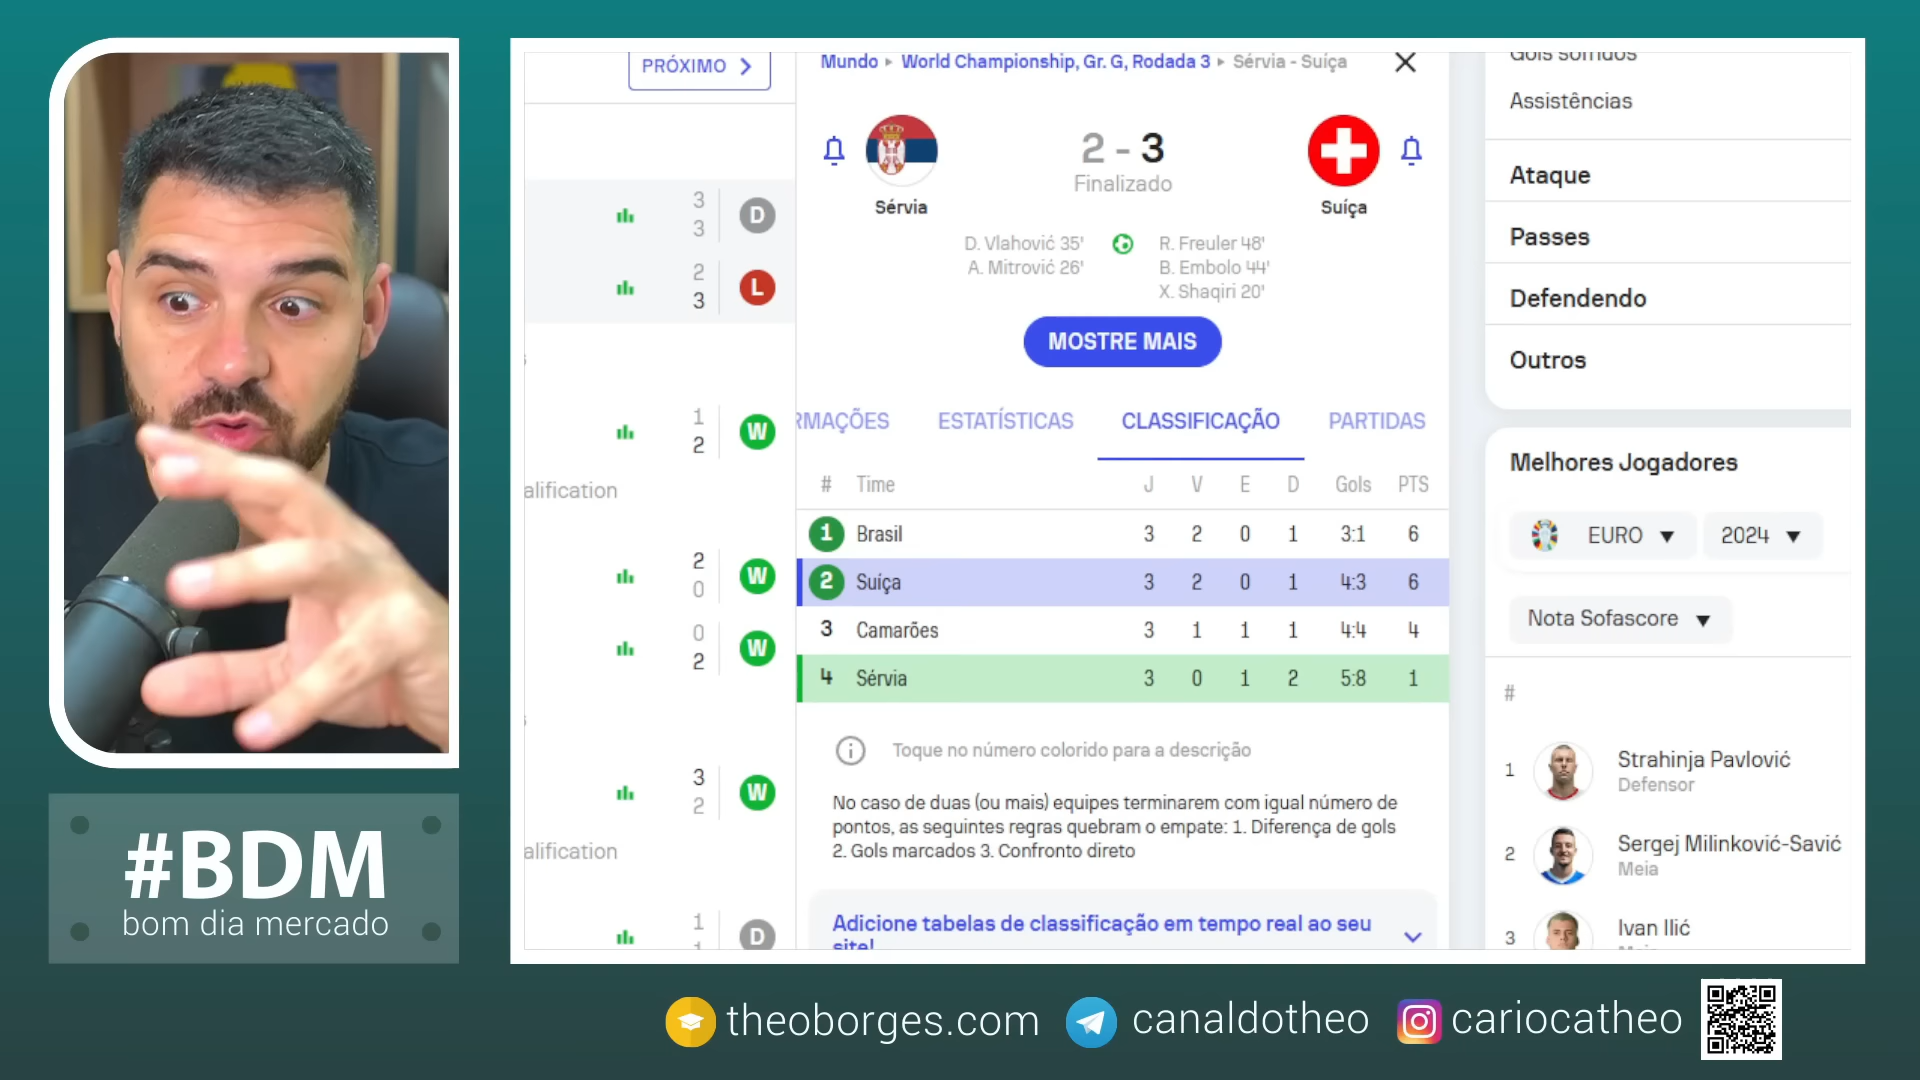 PRÓXIMO
3
3
D
2
3
L
1
2
W
alification
2
0
W
0
2
W
3
2
W
alification
1
D
Mundo
World Championship, Gr. G, Rodada 3
Sérvia - Suíça
2 - 3
Finalizado
Sérvia
Suíça
D. Vlahović 35'
R. Freuler 48'
A. Mitrović 26'
B. Embolo 44'
X. Shaqiri 20'
MOSTRE MAIS
RMAÇÕES ESTATÍSTICAS CLASSIFICAÇÃO PARTIDAS
# Time J V E D Gols PTS
1 Brasil 3 2 0 1 3:1 6
2 Suíça 3 2 0 1 4:3 6
3 Camarões 3 1 1 1 4:4 4
4 Sérvia 3 0 1 2 5:8 1
Toque no número colorido para a descrição
No caso de duas (ou mais) equipes terminarem com igual número de
pontos, as seguintes regras quebram o empate: 1. Diferença de gols
2. Gols marcados 3. Confronto direto
Adicione tabelas de classificação em tempo real ao seu
site!
Gols sofridos
Assistências
Ataque
Passes
Defendendo
Outros
Melhores Jogadores
EURO 2024
Nota Sofascore
#
1 Strahinja Pavlović
Defensor
2 Sergej Milinković-Savić
Meia
3 Ivan Ilić
#BDM
bom dia mercado
theoborges.com canaldotheo cariocatheo